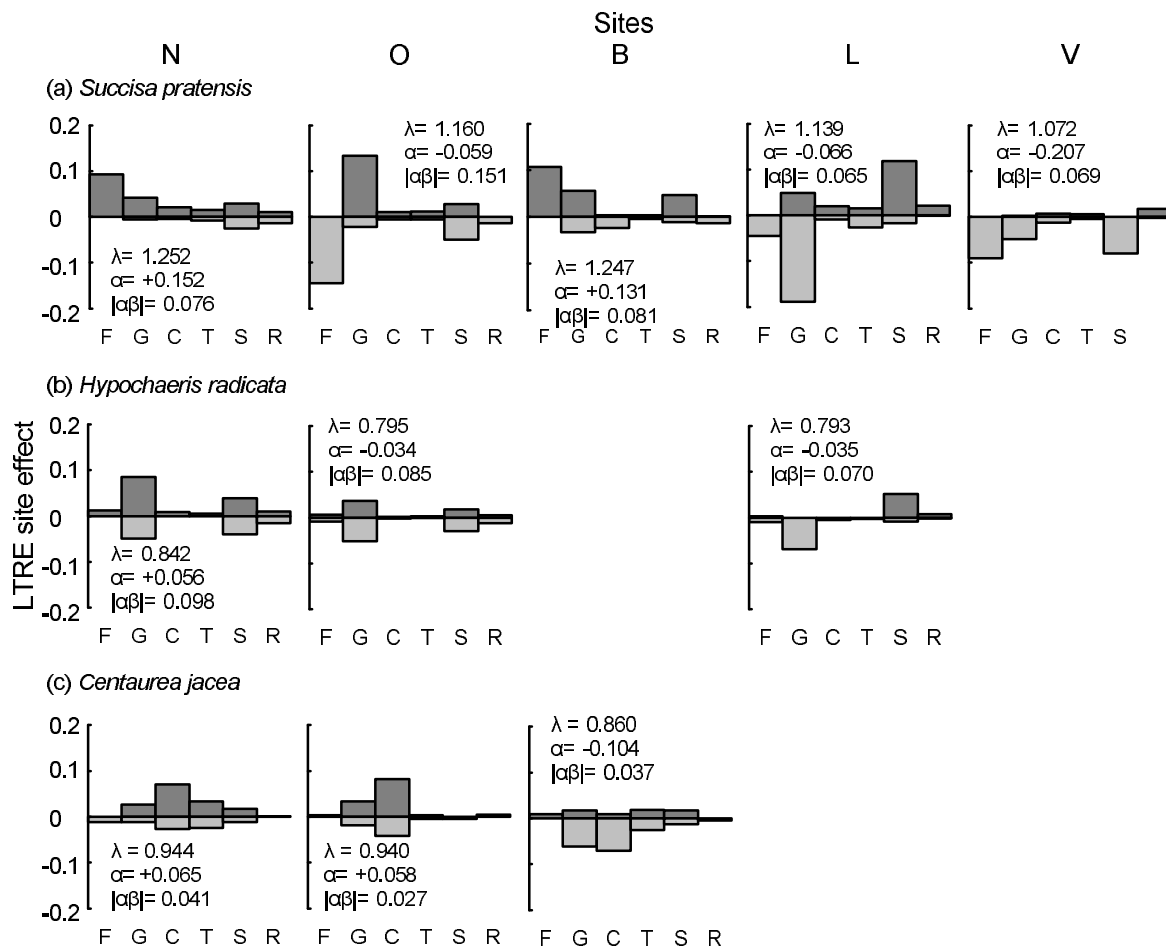 Sites
N O B L V
(a) Succisa pratensis
0.2
0.1
0
-0.1
-0.2
λ= 1.252
α= +0.152
|αβ|= 0.076
λ= 1.160
α= -0.059
|αβ|= 0.151
λ= 1.247
α= +0.131
|αβ|= 0.081
λ= 1.139
α= -0.066
|αβ|= 0.065
λ= 1.072
α= -0.207
|αβ|= 0.069
F G C T S R F G C T S R F G C T S R F G C T S R F G C T S
(b) Hypochaeris radicata
LTRE site effect
0.2
0.1
0
-0.1
-0.2
λ= 0.842
α= +0.056
|αβ|= 0.098
λ= 0.795
α= -0.034
|αβ|= 0.085
λ= 0.793
α= -0.035
|αβ|= 0.070
F G C T S R F G C T S R F G C T S R
(c) Centaurea jacea
0.2
0.1
0
-0.1
-0.2
λ = 0.944
α= +0.065
|αβ|= 0.041
λ = 0.940
α= +0.058
|αβ|= 0.027
λ = 0.860
α= -0.104
|αβ|= 0.037
F G C T S R F G C T S R F G C T S R